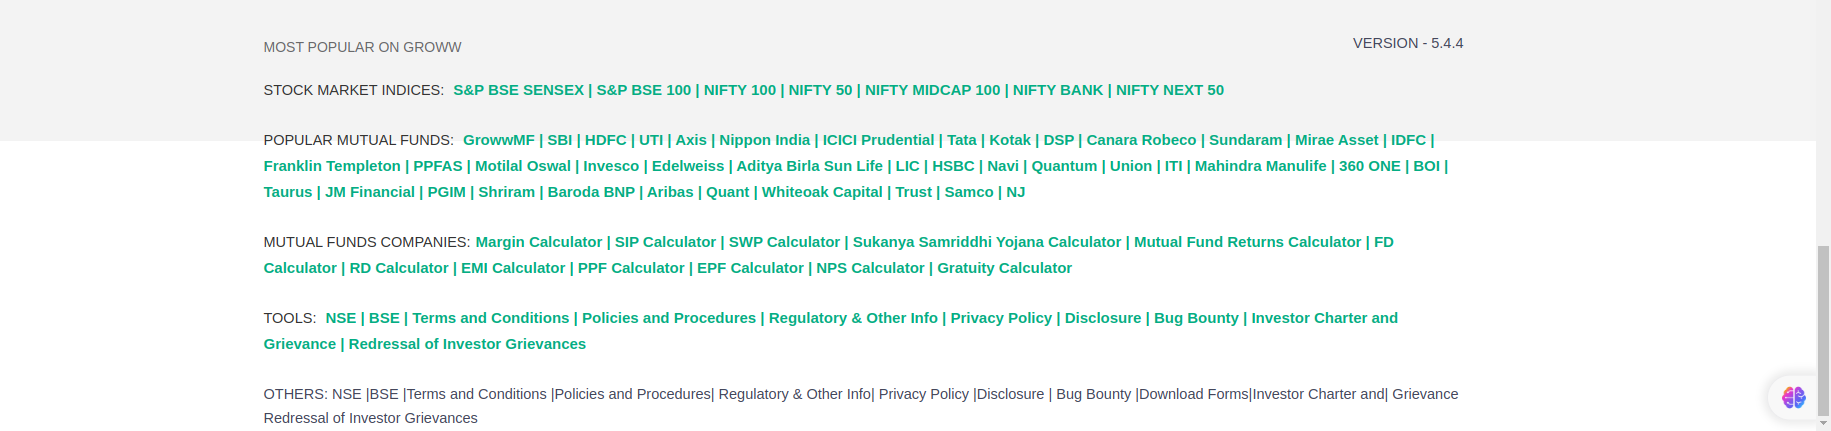 MOST POPULAR ON GROWW
VERSION - 5.4.4
STOCK MARKET INDICES: S&P BSE SENSEX | S&P BSE 100 | NIFTY 100 | NIFTY 50 | NIFTY MIDCAP 100 | NIFTY BANK | NIFTY NEXT 50
POPULAR MUTUAL FUNDS: GrowwMF | SBI | HDFC | UTI | Axis | Nippon India | ICICI Prudential | Tata | Kotak | DSP | Canara Robeco | Sundaram | Mirae Asset | IDFC |
Franklin Templeton | PPFAS | Motilal Oswal | Invesco | Edelweiss | Aditya Birla Sun Life | LIC | HSBC | Navi | Quantum | Union | ITI | Mahindra Manulife | 360 ONE | BOI |
Taurus | JM Financial | PGIM | Shriram | Baroda BNP | Aribas | Quant | Whiteoak Capital | Trust | Samco | NJ
MUTUAL FUNDS COMPANIES: Margin Calculator | SIP Calculator | SWP Calculator | Sukanya Samriddhi Yojana Calculator | Mutual Fund Returns Calculator | FD
Calculator | RD Calculator | EMI Calculator | PPF Calculator | EPF Calculator | NPS Calculator | Gratuity Calculator
TOOLS: NSE | BSE | Terms and Conditions | Policies and Procedures | Regulatory & Other Info | Privacy Policy | Disclosure | Bug Bounty | Investor Charter and
Grievance | Redressal of Investor Grievances
OTHERS: NSE |BSE |Terms and Conditions |Policies and Procedures| Regulatory & Other Info| Privacy Policy |Disclosure | Bug Bounty |Download Forms|Investor Charter and| Grievance
Redressal of Investor Grievances